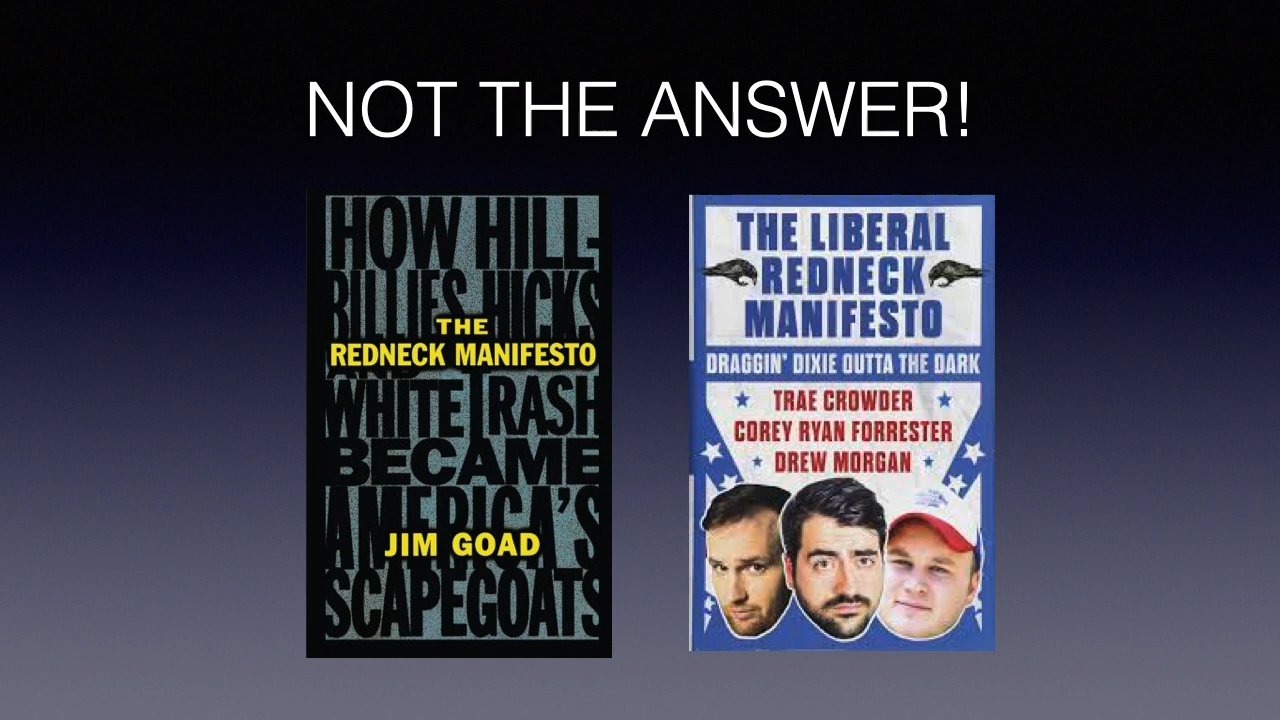 NOT THE ANSWER!
HOW HILL-
BILLIES, HICKS
THE
REDNECK MANIFESTO
AND
WHITE TRASH
BECAME
AMERICA'S
JIM GOAD
SCAPEGOATS
THE LIBERAL
REDNECK
MANIFESTO
DRAGGIN' DIXIE OUTTA THE DARK
TRAE CROWDER
COREY RYAN FORRESTER
DREW MORGAN